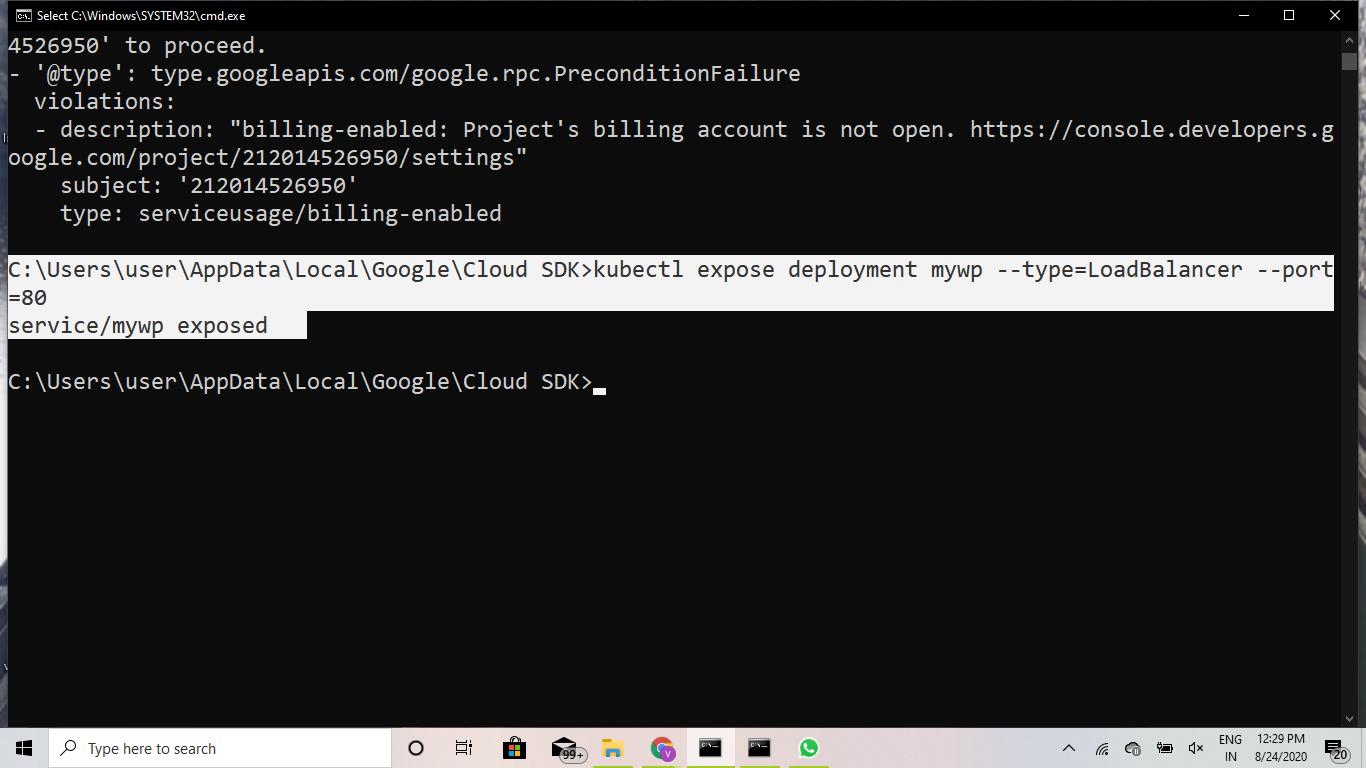 Select C:\Windows\SYSTEM32\cmd.exe
4526950' to proceed.
- '@type': type.googleapis.com/google.rpc.PreconditionFailure
violations:
- description: "billing-enabled: Project's billing account is not open. https://console.developers.g
oogle.com/project/212014526950/settings"
subject: '212014526950'
type: serviceusage/billing-enabled
C:\Users\user\AppData\Local\Google\Cloud SDK>kubectl expose deployment mywp --type=LoadBalancer --port
=80
service/mywp exposed
C:\Users\user\AppData\Local\Google\Cloud SDK>
Type here to search
99+
V
ENG
IN
12:29 PM
8/24/2020
20